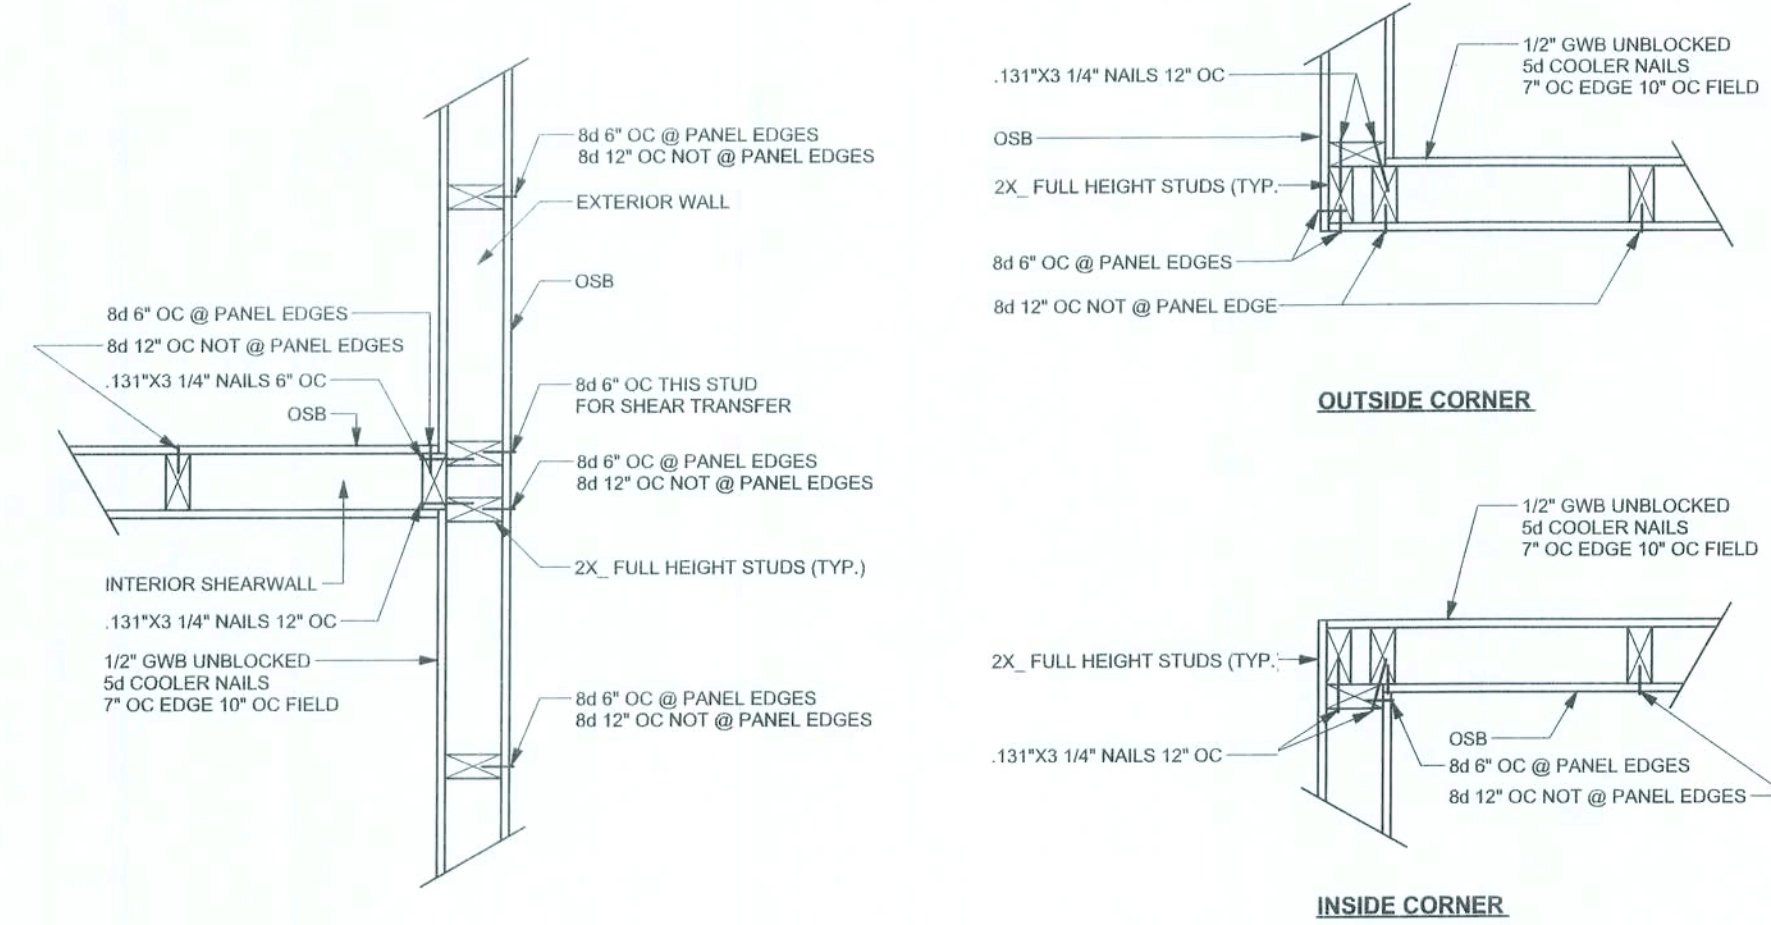 8d 6" OC @ PANEL EDGES
8d 12" OC NOT @ PANEL EDGES
EXTERIOR WALL
OSB
8d 6" OC @ PANEL EDGES
8d 12" OC NOT @ PANEL EDGES
.131"X3 1/4" NAILS 6" OC
OSB
8d 6" OC THIS STUD
FOR SHEAR TRANSFER
8d 6" OC @ PANEL EDGES
8d 12" OC NOT @ PANEL EDGES
2X_ FULL HEIGHT STUDS (TYP.)
INTERIOR SHEARWALL
.131"X3 1/4" NAILS 12" OC
1/2" GWB UNBLOCKED
5d COOLER NAILS
7" OC EDGE 10" OC FIELD
8d 6" OC @ PANEL EDGES
8d 12" OC NOT @ PANEL EDGES
1/2" GWB UNBLOCKED
5d COOLER NAILS
7" OC EDGE 10" OC FIELD
.131"X3 1/4" NAILS 12" OC
OSB
2X_ FULL HEIGHT STUDS (TYP.
8d 6" OC @ PANEL EDGES
8d 12" OC NOT @ PANEL EDGE
OUTSIDE CORNER
1/2" GWB UNBLOCKED
5d COOLER NAILS
7" OC EDGE 10" OC FIELD
2X_ FULL HEIGHT STUDS (TYP.
.131"X3 1/4" NAILS 12" OC
OSB
8d 6" OC @ PANEL EDGES
8d 12" OC NOT @ PANEL EDGES
INSIDE CORNER